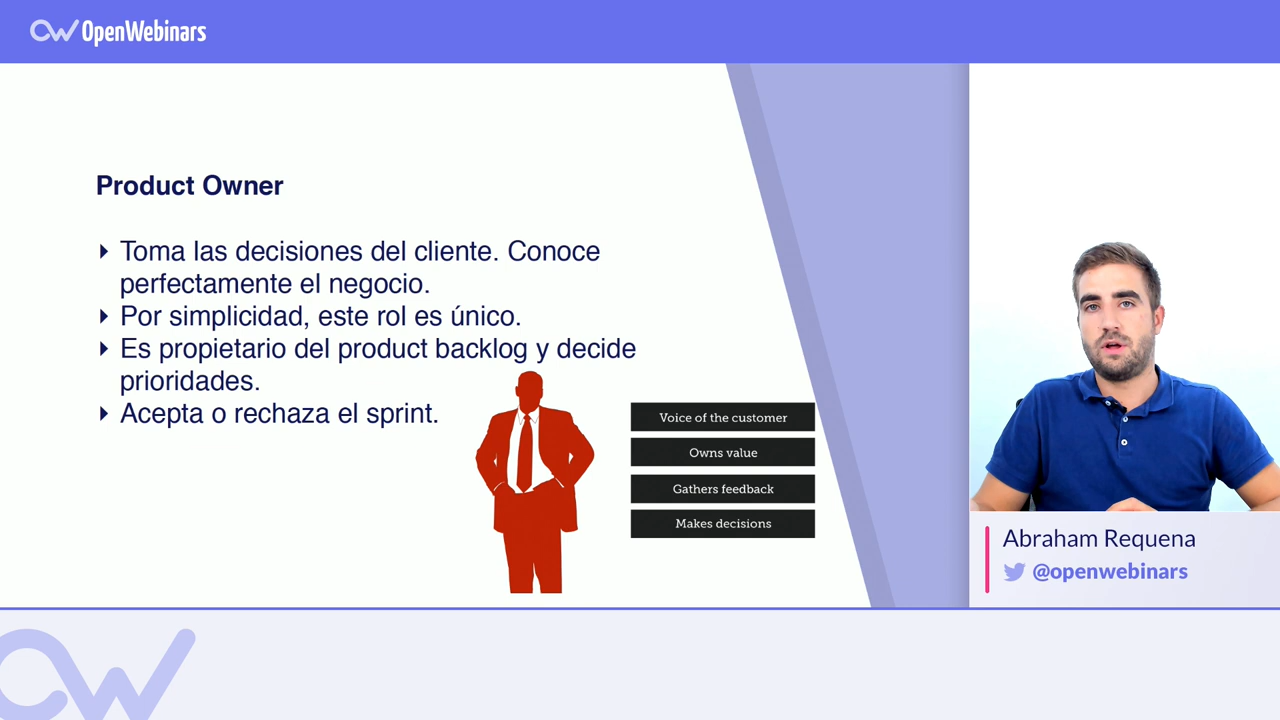 OpenWebinars
Product Owner
Toma las decisiones del cliente. Conoce
perfectamente el negocio.
Por simplicidad, este rol es único.
Es propietario del product backlog y decide
prioridades.
Acepta o rechaza el sprint.
Voice of the customer
Owns value
Gathers feedback
Makes decisions
Abraham Requena
@openwebinars